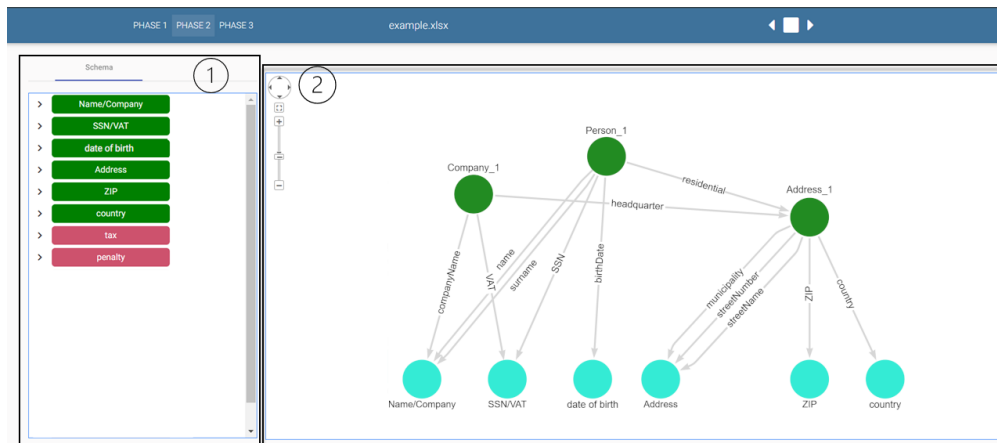 PHASE 1 PHASE 2 PHASE 3 example.xlsx
Schema
1
2
Name/Company
SSN/VAT
date of birth
Address
ZIP
country
tax
penalty
Person_1
Company_1
Address_1
residential
headquarter
companyName
VAT
name
surname
SSN
birthDate
municipality
streetNumber
streetName
ZIP
country
Name/Company SSN/VAT date of birth Address ZIP country